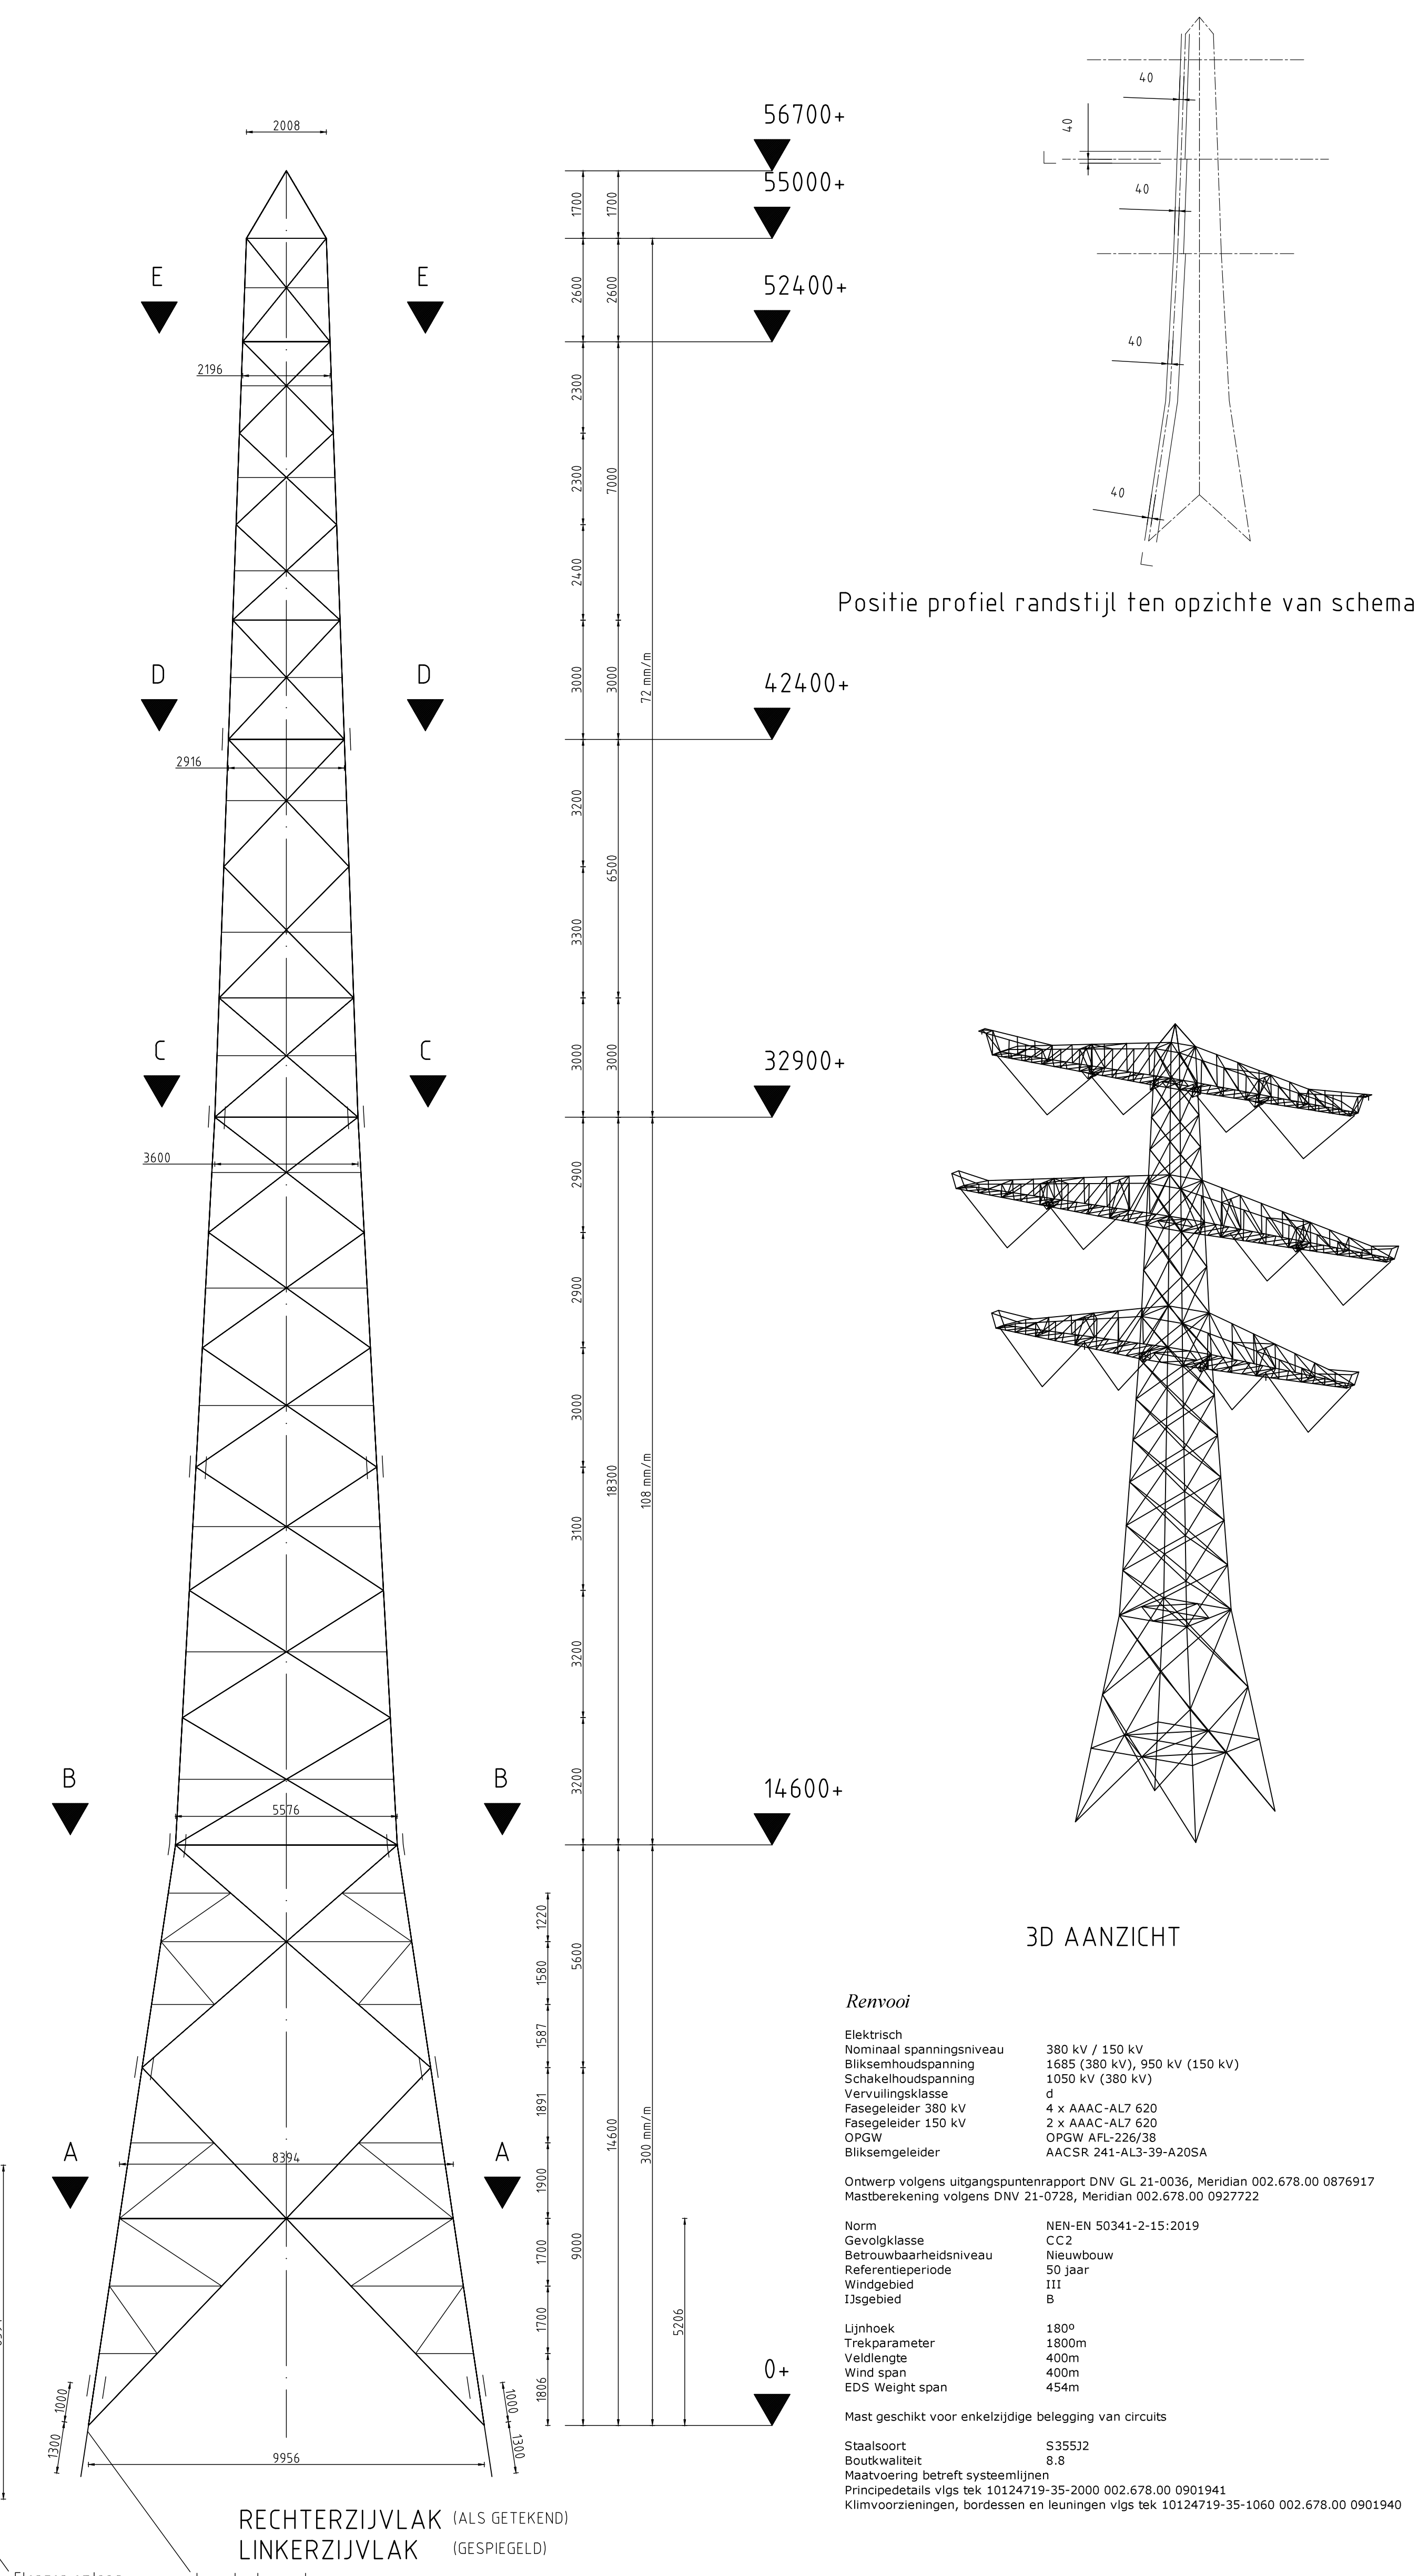 2008
56700+
55000+
52400+
42400+
32900+
14600+
0+
E
E
D
D
C
C
B
B
A
A
2196
2916
3600
5576
8394
9956
1700
2600
2300
2300
2400
3000
3200
3300
3000
2900
2900
3000
3100
3200
3200
5600
9000
1700
2600
7000
3000
6500
3000
18300
14600
72 mm/m
108 mm/m
300 mm/m
5206
1220
1580
1587
1891
1900
1700
1700
1806
1000
1300
1000
1300
RECHTERZIJVLAK (ALS GETEKEND)
LINKERZIJVLAK (GESPIEGELD)
40
40
40
40
40
Positie profiel randstijl ten opzichte van schema
3D AANZICHT
Renvooi
Elektrisch
Nominaal spanningsniveau 380 kV / 150 kV
Bliksemhoudspanning 1685 (380 kV), 950 kV (150 kV)
Schakelhoudspanning 1050 kV (380 kV)
Vervuilingsklasse d
Fasegeleider 380 kV 4 x AAAC-AL7 620
Fasegeleider 150 kV 2 x AAAC-AL7 620
OPGW OPGW AFL-226/38
Bliksemgeleider AACSR 241-AL3-39-A20SA
Ontwerp volgens uitgangspuntenrapport DNV GL 21-0036, Meridian 002.678.00 0876917
Mastberekening volgens DNV 21-0728, Meridian 002.678.00 0927722
Norm NEN-EN 50341-2-15:2019
Gevolgklasse CC2
Betrouwbaarheidsniveau Nieuwbouw
Referentieperiode 50 jaar
Windgebied III
IJsgebied B
Lijnhoek 180º
Trekparameter 1800m
Veldlengte 400m
Wind span 400m
EDS Weight span 454m
Mast geschikt voor enkelzijdige belegging van circuits
Staalsoort S355J2
Boutkwaliteit 8.8
Maatvoering betreft systeemlijnen
Principedetails vlgs tek 10124719-35-2000 002.678.00 0901941
Klimvoorzieningen, bordessen en leuningen vlgs tek 10124719-35-1060 002.678.00 0901940